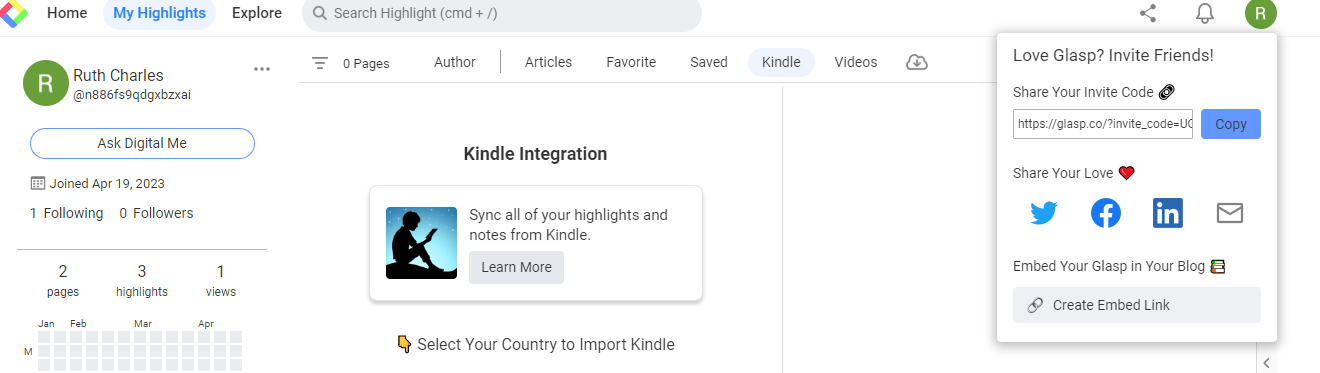 Home My Highlights Explore Search Highlight (cmd + /) R
R Ruth Charles
@n886fs9qdgxbzxai
Ask Digital Me
Joined Apr 19, 2023
1 Following 0 Followers
2 3 1
pages highlights views
Jan Feb Mar Apr
M
0 Pages Author Articles Favorite Saved Kindle Videos
Kindle Integration
Sync all of your highlights and
notes from Kindle.
Learn More
Select Your Country to Import Kindle
Love Glasp? Invite Friends!
Share Your Invite Code
https://glasp.co/?invite_code=UG Copy
Share Your Love
Embed Your Glasp in Your Blog
Create Embed Link